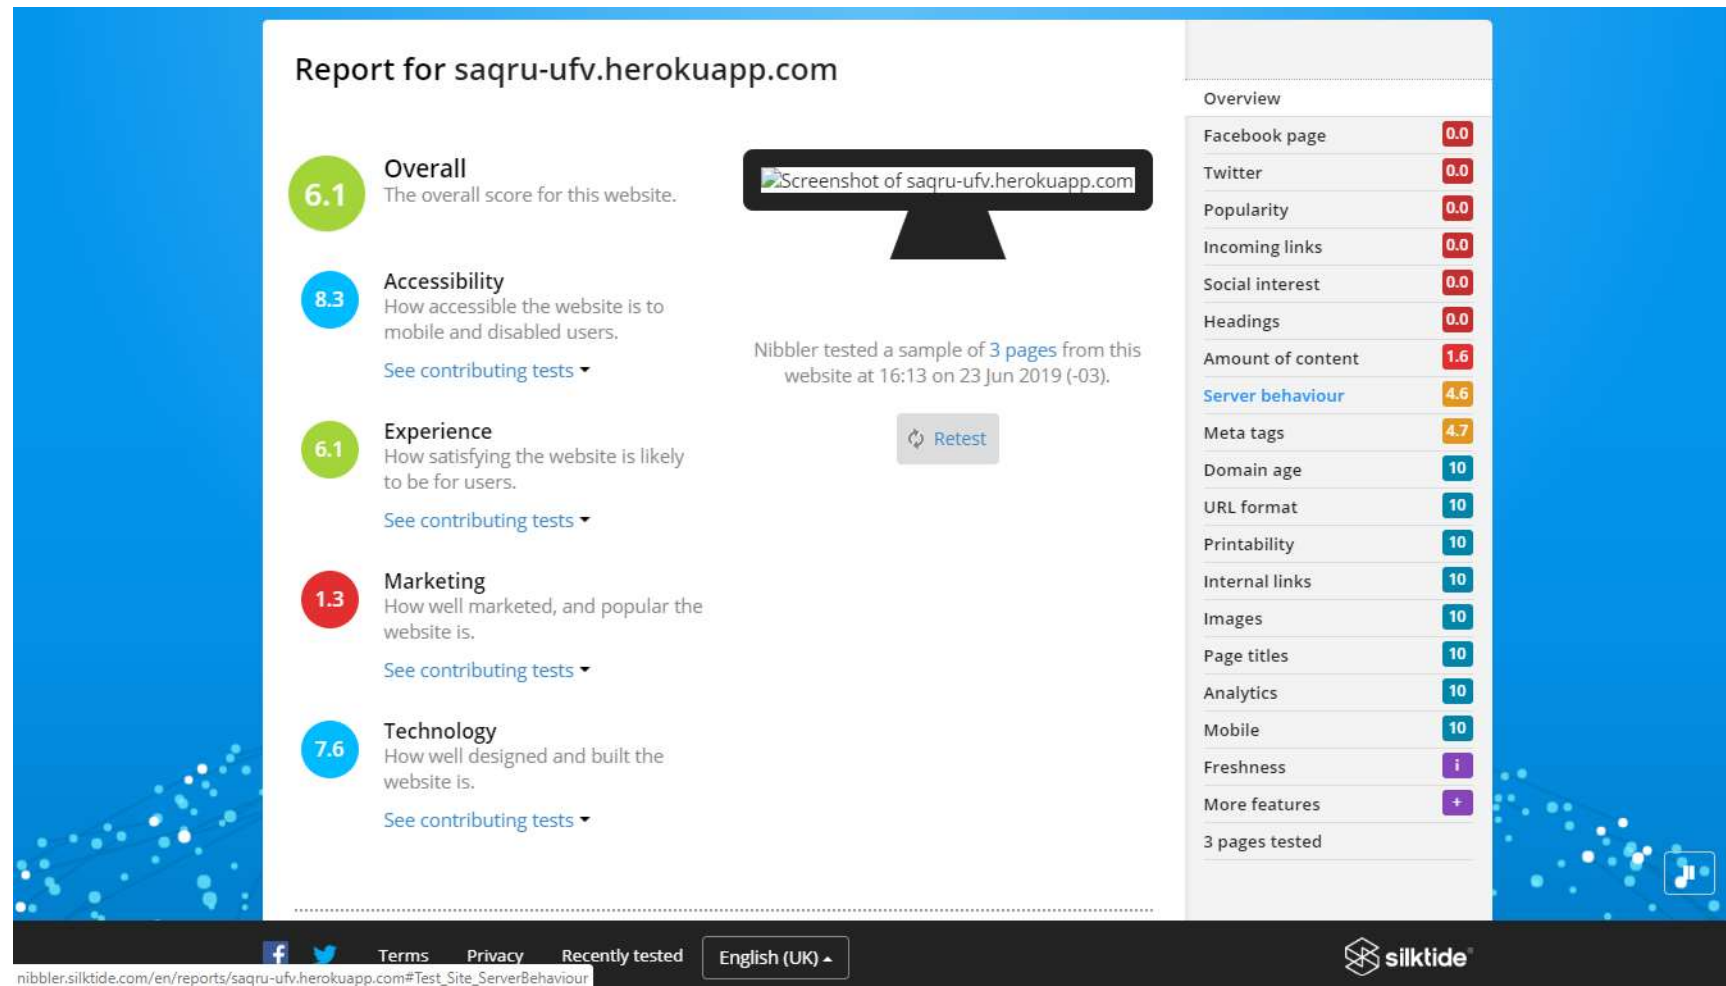 Report for saqru-ufv.herokuapp.com
6.1
Overall
The overall score for this website.
8.3
Accessibility
How accessible the website is to
mobile and disabled users.
See contributing tests
6.1
Experience
How satisfying the website is likely
to be for users.
See contributing tests
1.3
Marketing
How well marketed, and popular the
website is.
See contributing tests
7.6
Technology
How well designed and built the
website is.
See contributing tests
Screenshot of saqru-ufv.herokuapp.com
Nibbler tested a sample of 3 pages from this
website at 16:13 on 23 Jun 2019 (-03).
Retest
Overview
Facebook page 0.0
Twitter 0.0
Popularity 0.0
Incoming links 0.0
Social interest 0.0
Headings 0.0
Amount of content 1.6
Server behaviour 4.6
Meta tags 4.7
Domain age 10
URL format 10
Printability 10
Internal links 10
Images 10
Page titles 10
Analytics 10
Mobile 10
Freshness i
More features +
3 pages tested
Terms Privacy Recently tested English (UK) silktide
nibbler.silktide.com/en/reports/saqru-ufv.herokuapp.com#Test_Site_ServerBehaviour